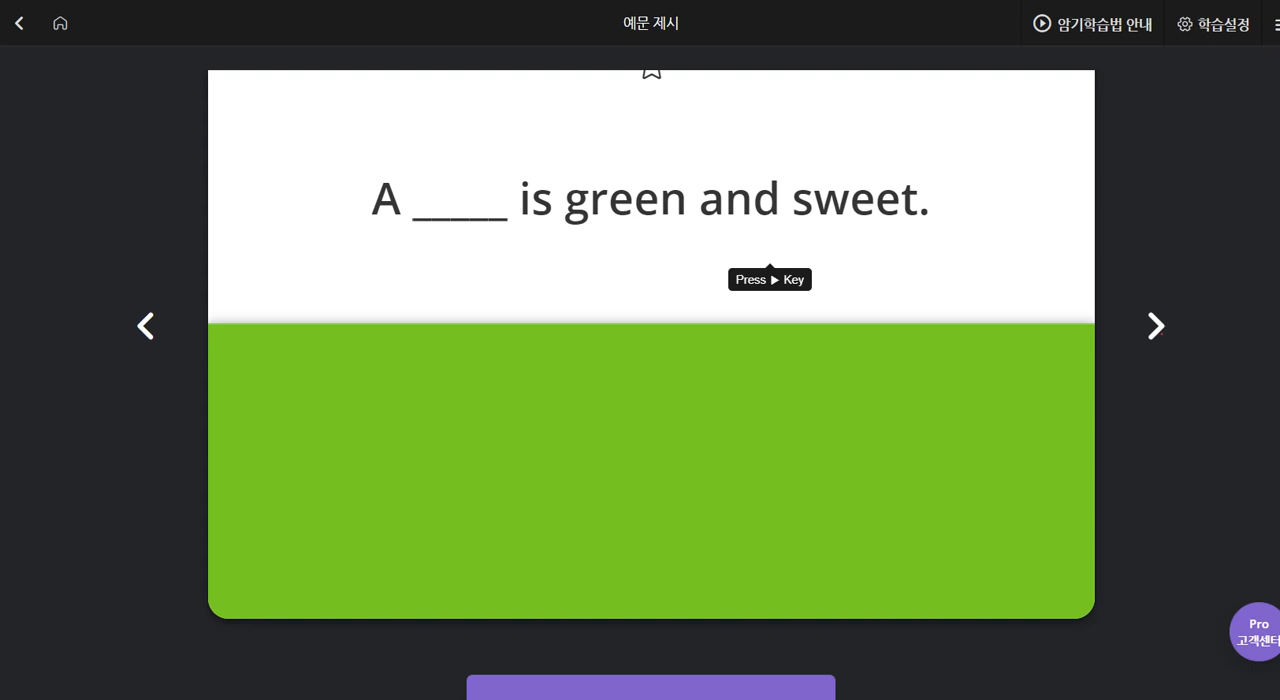 예문 제시
암기학습법 안내
학습설정
A _____ is green and sweet.
Press ▶ Key
Pro
고객센터